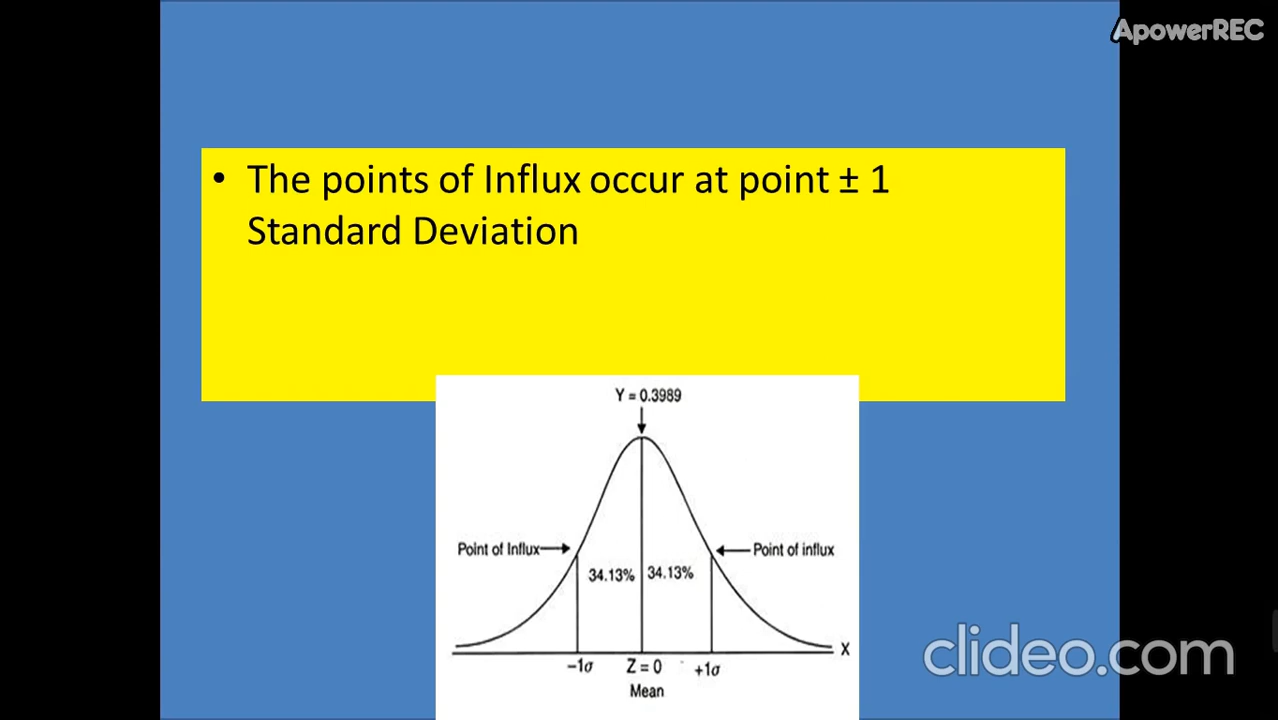 ApowerREC
• The points of Influx occur at point ± 1
Standard Deviation
Y = 0.3989
Point of Influx
Point of influx
34.13% 34.13%
X
–1σ Z = 0 +1σ
Mean
clideo.com